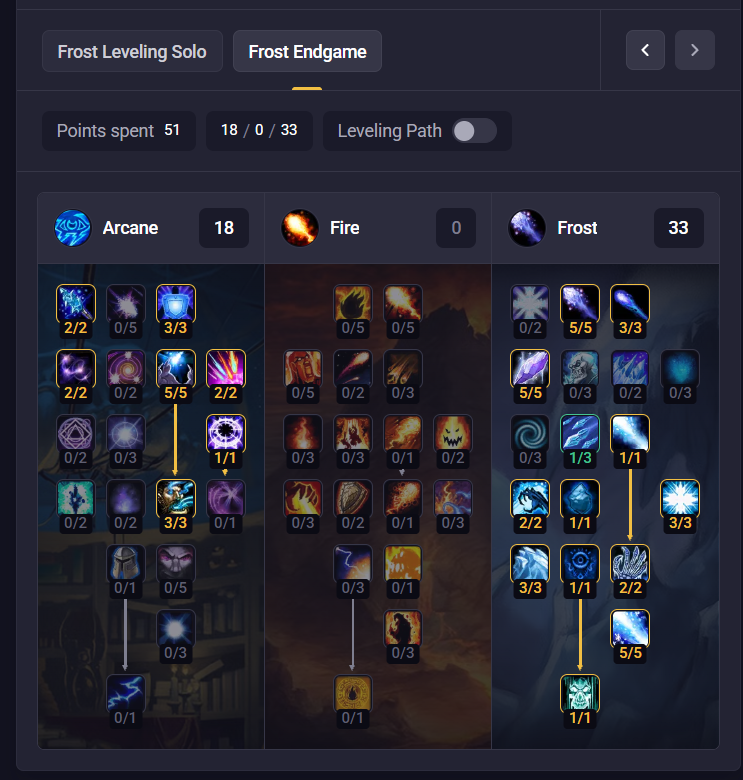 Frost Leveling Solo Frost Endgame
Points spent 51 18 / 0 / 33 Leveling Path
Arcane 18 Fire 0 Frost 33
2/2 0/5 3/3 0/5 0/5 0/2 5/5 3/3
2/2 0/2 5/5 2/2 0/5 0/2 0/3 5/5 0/3 0/2 0/3
0/2 0/3 1/1 0/3 0/3 0/1 0/2 0/3 1/3 1/1
0/2 0/2 3/3 0/1 0/3 0/2 0/1 0/3 2/2 1/1 3/3
0/1 0/5 0/3 0/1 3/3 1/1 2/2
0/3 0/3 5/5
0/1 0/1 1/1